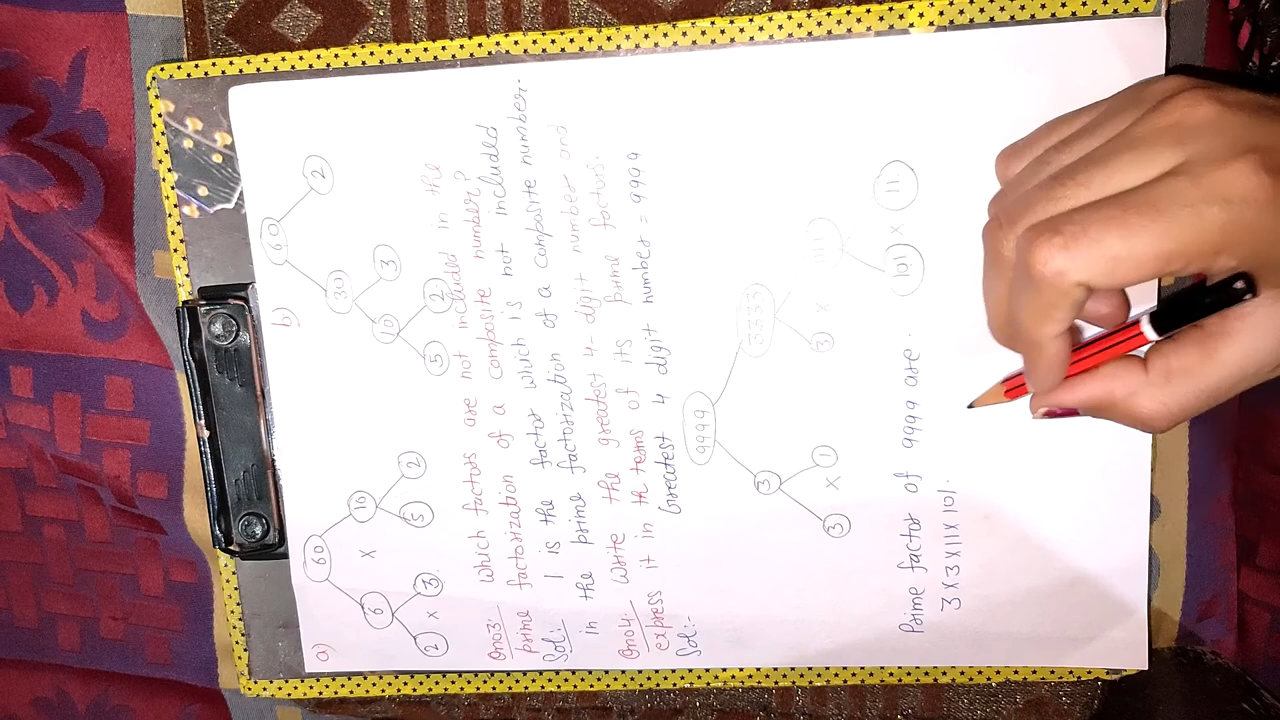 a)
60
6 x 10
2 x 3 5 2
b)
60
30 2
10 3
5 2
Qno3:- Which factors are not included in the
prime factorization of a composite number?
Sol:- 1 is the factor which is not included
in the prime factorization of a composite number.
Qno4:- Write the greatest 4-digit number and
express it in th terms of its prime factors.
Sol:- Greatest 4 digit number = 9999
9999
3 3333
3 x 1 3 x 1111
101 x 11
Prime factor of 9999 are.
3 x 3 x 11 x 101.